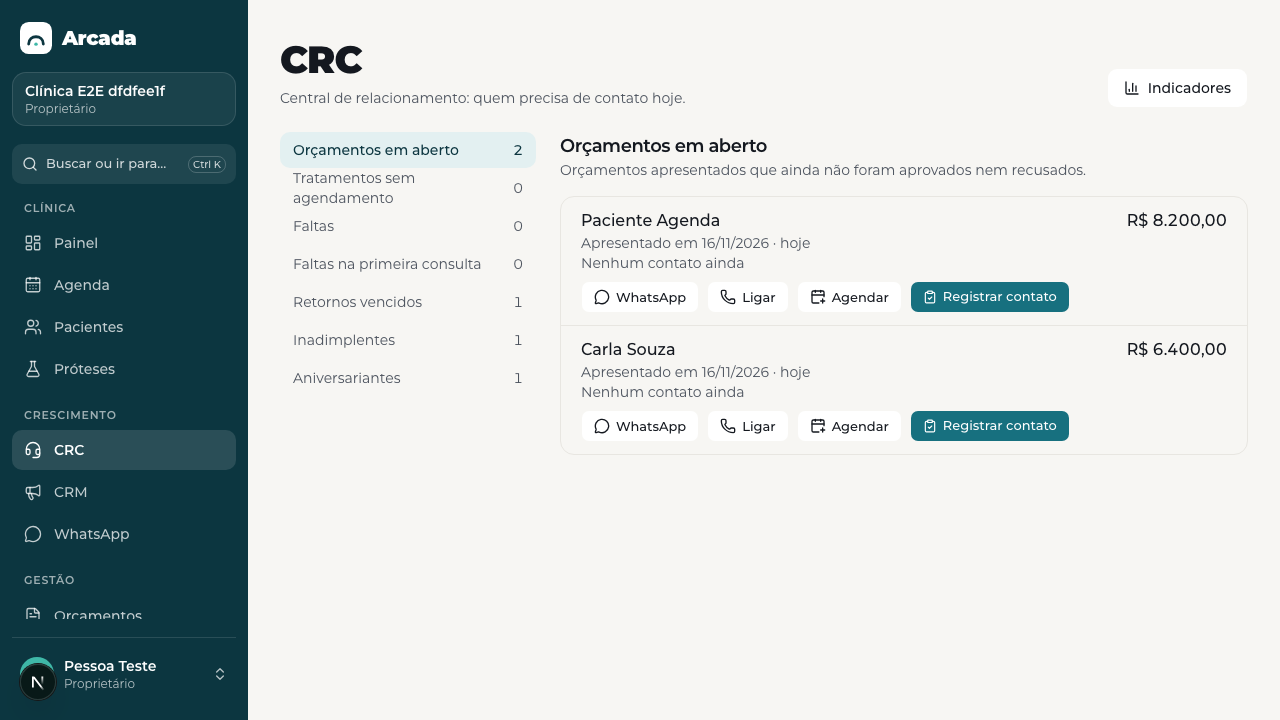 Arcada
Clínica E2E dfdfee1f
Proprietário
Buscar ou ir para... Ctrl K
CLÍNICA
Painel
Agenda
Pacientes
Próteses
CRESCIMENTO
CRC
CRM
WhatsApp
GESTÃO
Orçamentos
N
Pessoa Teste
Proprietário
CRC
Central de relacionamento: quem precisa de contato hoje.
Indicadores
Orçamentos em aberto 2
Tratamentos sem
agendamento 0
Faltas 0
Faltas na primeira consulta 0
Retornos vencidos 1
Inadimplentes 1
Aniversariantes 1
Orçamentos em aberto
Orçamentos apresentados que ainda não foram aprovados nem recusados.
Paciente Agenda R$ 8.200,00
Apresentado em 16/11/2026 · hoje
Nenhum contato ainda
WhatsApp Ligar Agendar Registrar contato
Carla Souza R$ 6.400,00
Apresentado em 16/11/2026 · hoje
Nenhum contato ainda
WhatsApp Ligar Agendar Registrar contato